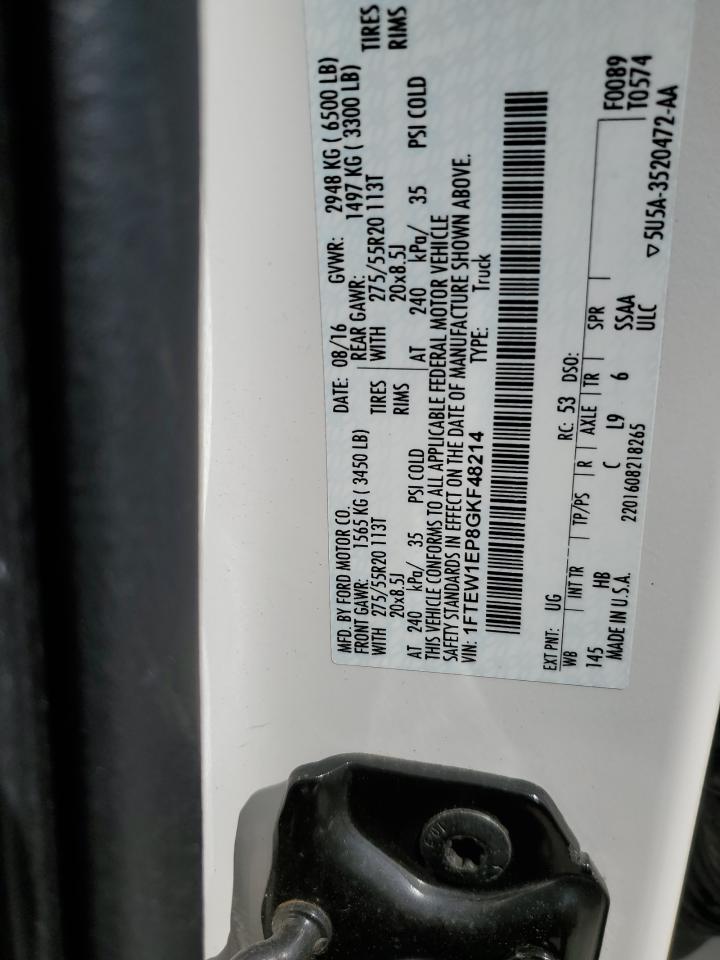 MFD. BY FORD MOTOR CO. DATE: 08/16 GVWR: 2948 KG ( 6500 LB)
FRONT GAWR: 1565 KG ( 3450 LB) REAR GAWR: 1497 KG ( 3300 LB)
WITH 275/55R20 113T TIRES WITH 275/55R20 113T TIRES
20x8.5J RIMS 20x8.5J RIMS
AT 240 kPa/ 35 PSI COLD AT 240 kPa/ 35 PSI COLD
THIS VEHICLE CONFORMS TO ALL APPLICABLE FEDERAL MOTOR VEHICLE
SAFETY STANDARDS IN EFFECT ON THE DATE OF MANUFACTURE SHOWN ABOVE.
VIN: 1FTEW1EP8GKF48214 TYPE: Truck
EXT PNT: UG RC: 53 DSO: F0089
WB INT TR TP/PS R AXLE TR SPR T0574
145 HB C L9 6 SSAA
MADE IN U.S.A. 2201608218265 ULC ▽5U5A-3520472-AA